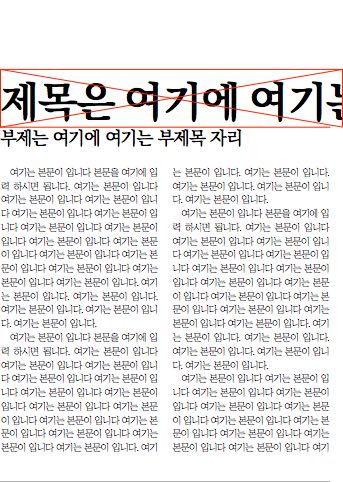 제목은 여기에 여기는
부제는 여기에 여기는 부제목 자리
여기는 본문이 입니다 본문을 여기에 입
력 하시면 됩니다. 여기는 본문이 입니다
여기는 본문이 입니다 여기는 본문이 입니
다 여기는 본문이 입니다 여기는 본문이 입
니다 여기는 본문이 입니다 여기는 본문이
입니다 여기는 본문이 입니다 여기는 본문
이 입니다 여기는 본문이 입니다 여기는 본
문이 입니다 여기는 본문이 입니다 여기는
본문이 입니다 여기는 본문이 입니다. 여기
는 본문이 입니다. 여기는 본문이 입니다.
여기는 본문이 입니다. 여기는 본문이 입니
다. 여기는 본문이 입니다.
여기는 본문이 입니다 본문을 여기에 입
력 하시면 됩니다. 여기는 본문이 입니다
여기는 본문이 입니다 여기는 본문이 입니
다 여기는 본문이 입니다 여기는 본문이 입
니다 여기는 본문이 입니다 여기는 본문이
입니다 여기는 본문이 입니다 여기는 본문
이 입니다 여기는 본문이 입니다 여기는 본
문이 입니다 여기는 본문이 입니다 여기는
본문이 입니다 여기는 본문이 입니다. 여기
는 본문이 입니다. 여기는 본문이 입니다.
여기는 본문이 입니다. 여기는 본문이 입니
다. 여기는 본문이 입니다.
여기는 본문이 입니다 본문을 여기에 입
력 하시면 됩니다. 여기는 본문이 입니다
여기는 본문이 입니다 여기는 본문이 입니
다 여기는 본문이 입니다 여기는 본문이 입
니다 여기는 본문이 입니다 여기는 본문이
입니다 여기는 본문이 입니다 여기는 본문
이 입니다 여기는 본문이 입니다 여기는 본
문이 입니다 여기는 본문이 입니다 여기는
본문이 입니다 여기는 본문이 입니다. 여기
는 본문이 입니다. 여기는 본문이 입니다.
여기는 본문이 입니다. 여기는 본문이 입니
다. 여기는 본문이 입니다.
여기는 본문이 입니다 여기는 본문이 입
니다 여기는 본문이 입니다 여기는 본문이
입니다 여기는 본문이 입니다 여기는 본문
이 입니다 여기는 본문이 입니다 여기는 본
문이 입니다 여기는 본문이 입니다 여기는
본문이 입니다 여기는 본문이 입니다 여기